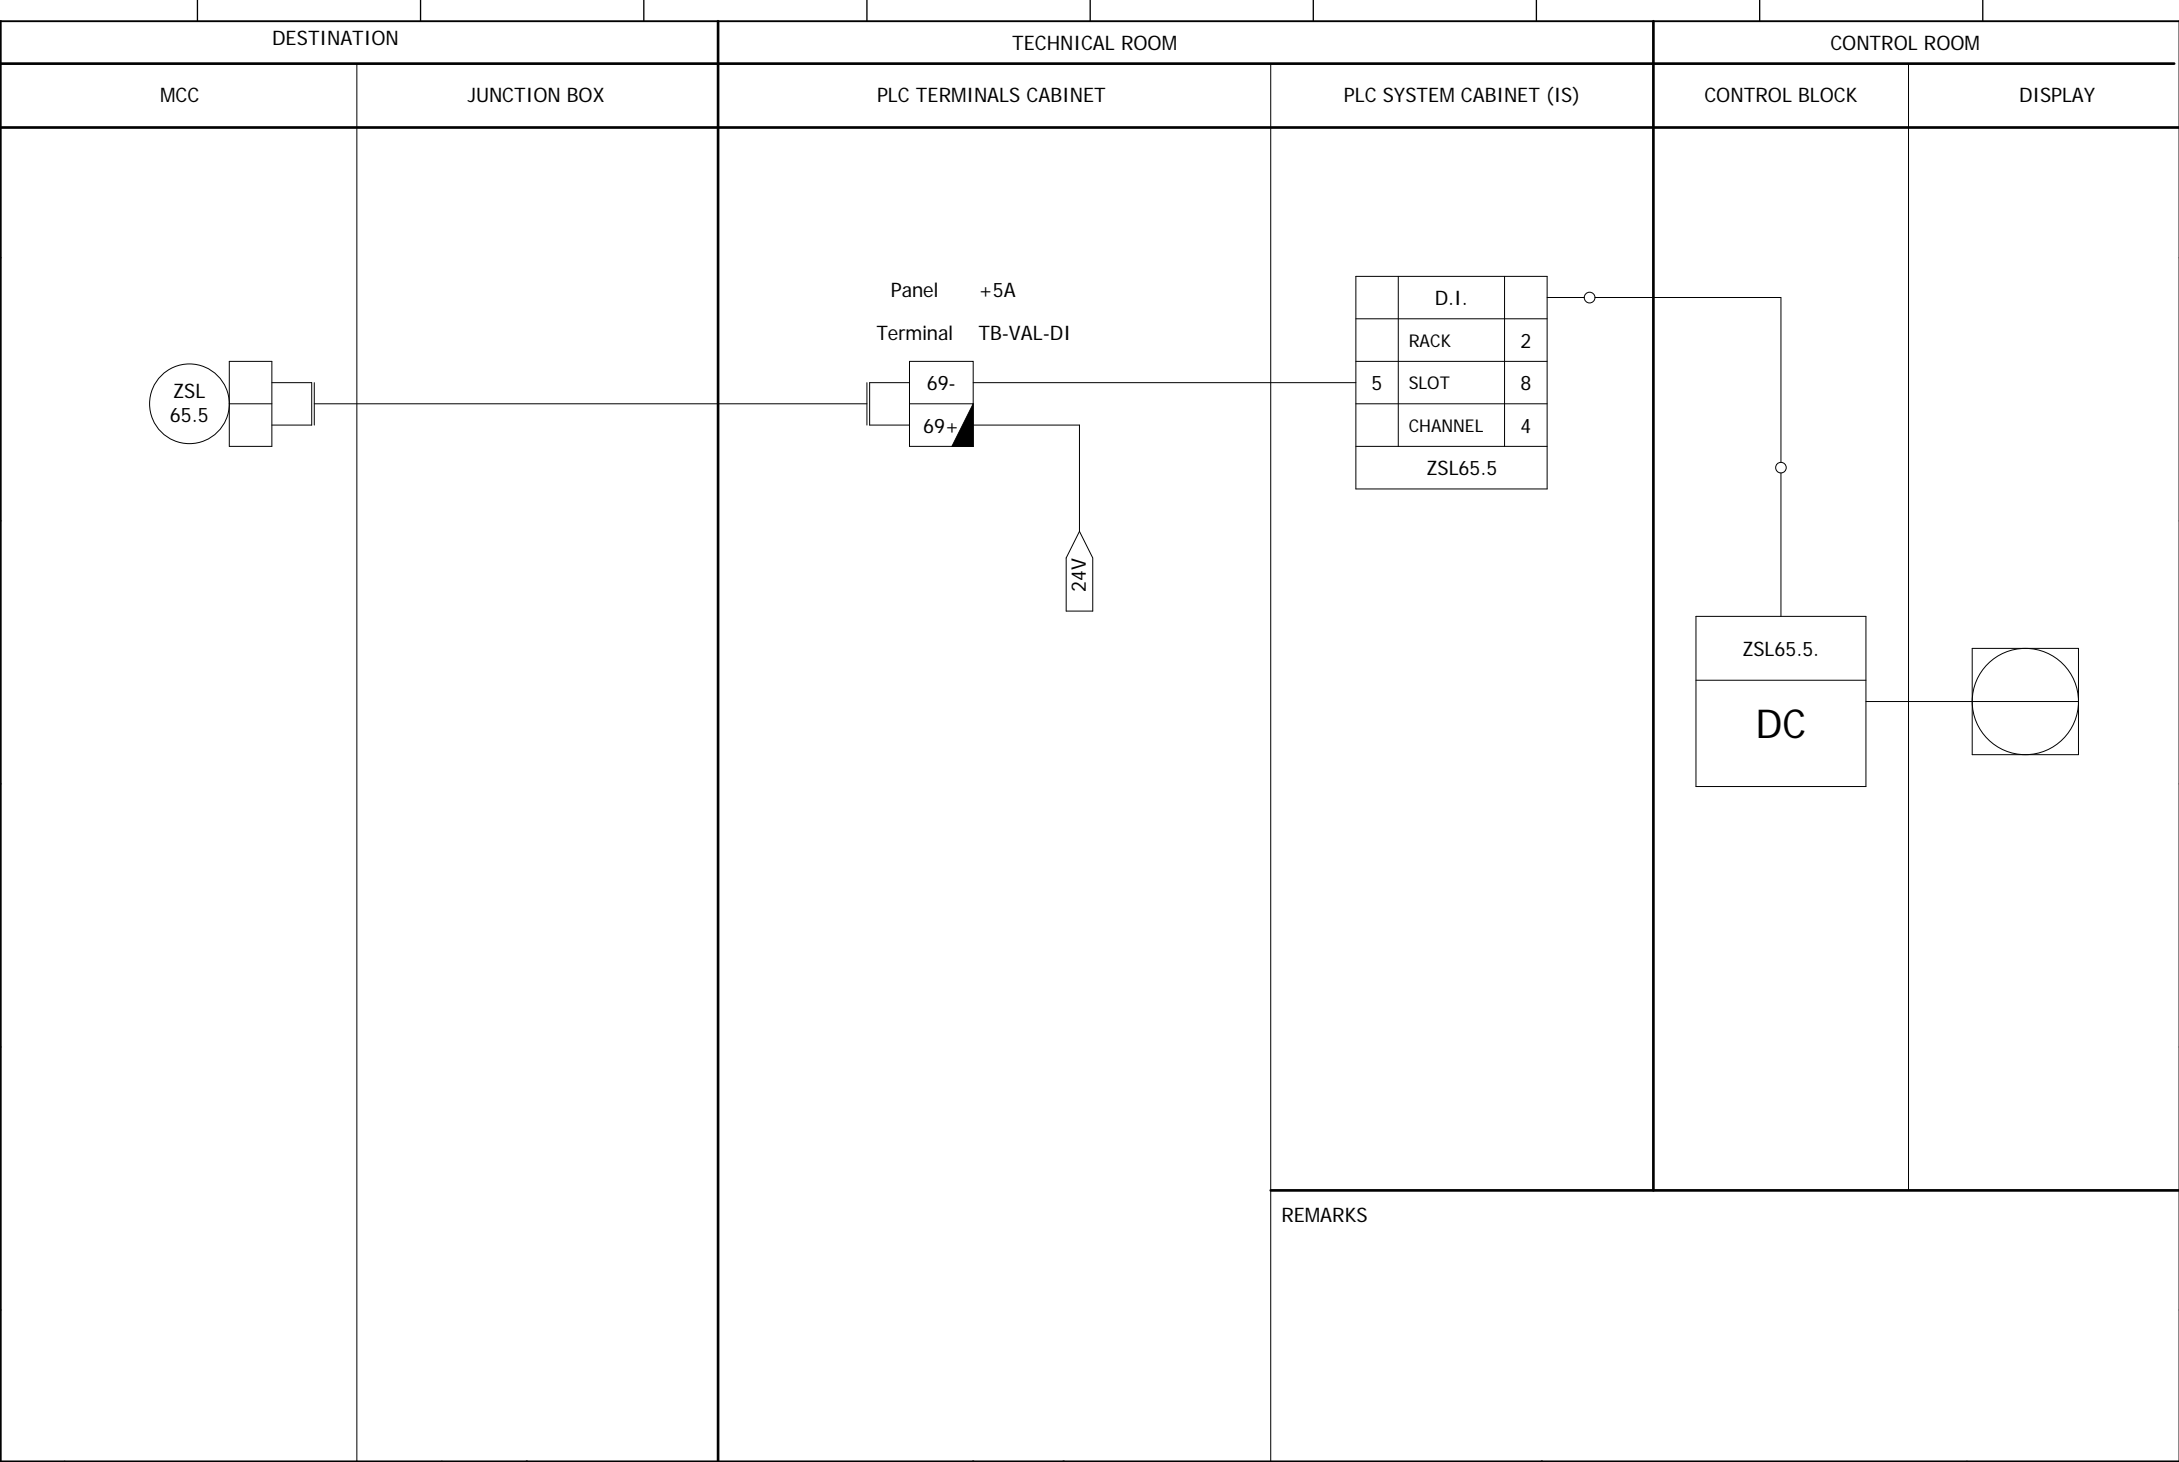 DESTINATION
TECHNICAL ROOM
CONTROL ROOM
MCC
JUNCTION BOX
PLC TERMINALS CABINET
PLC SYSTEM CABINET (IS)
CONTROL BLOCK
DISPLAY
Panel +5A
Terminal TB-VAL-DI
ZSL
65.5
69-
69+
24V
D.I.
RACK 2
5 SLOT 8
CHANNEL 4
ZSL65.5
ZSL65.5.
DC
REMARKS